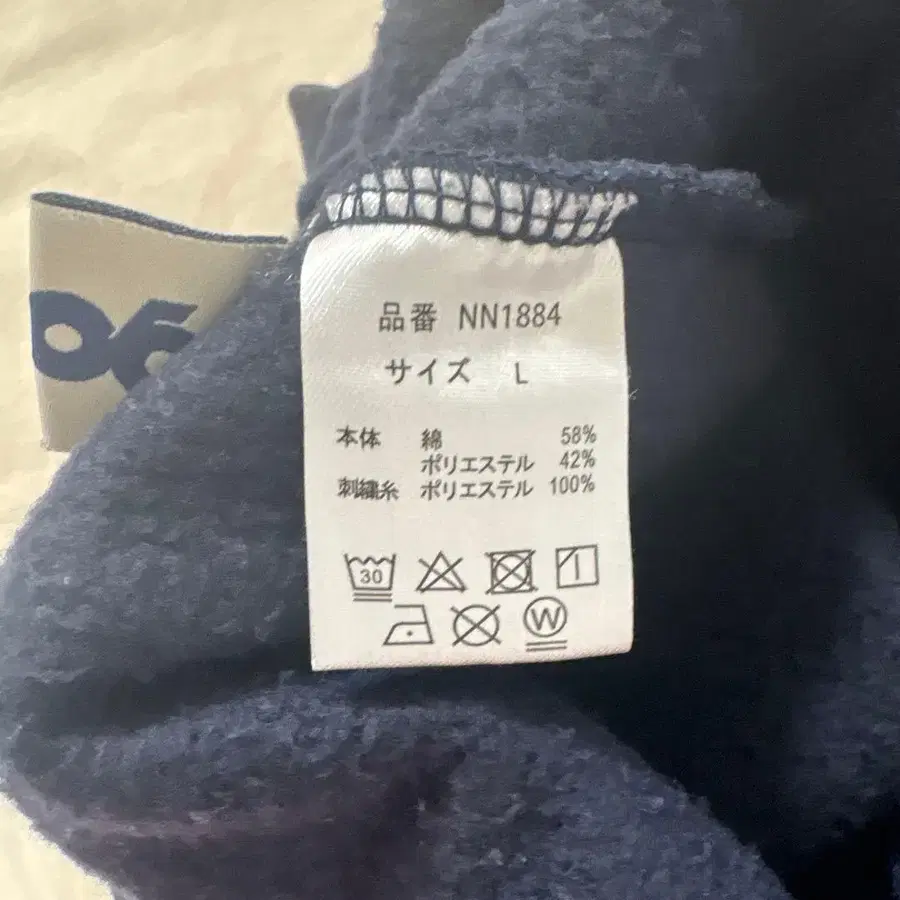 品番 NN1884
サイズ L
本体 綿 58%
ポリエステル 42%
刺繍糸 ポリエステル 100%
30
W